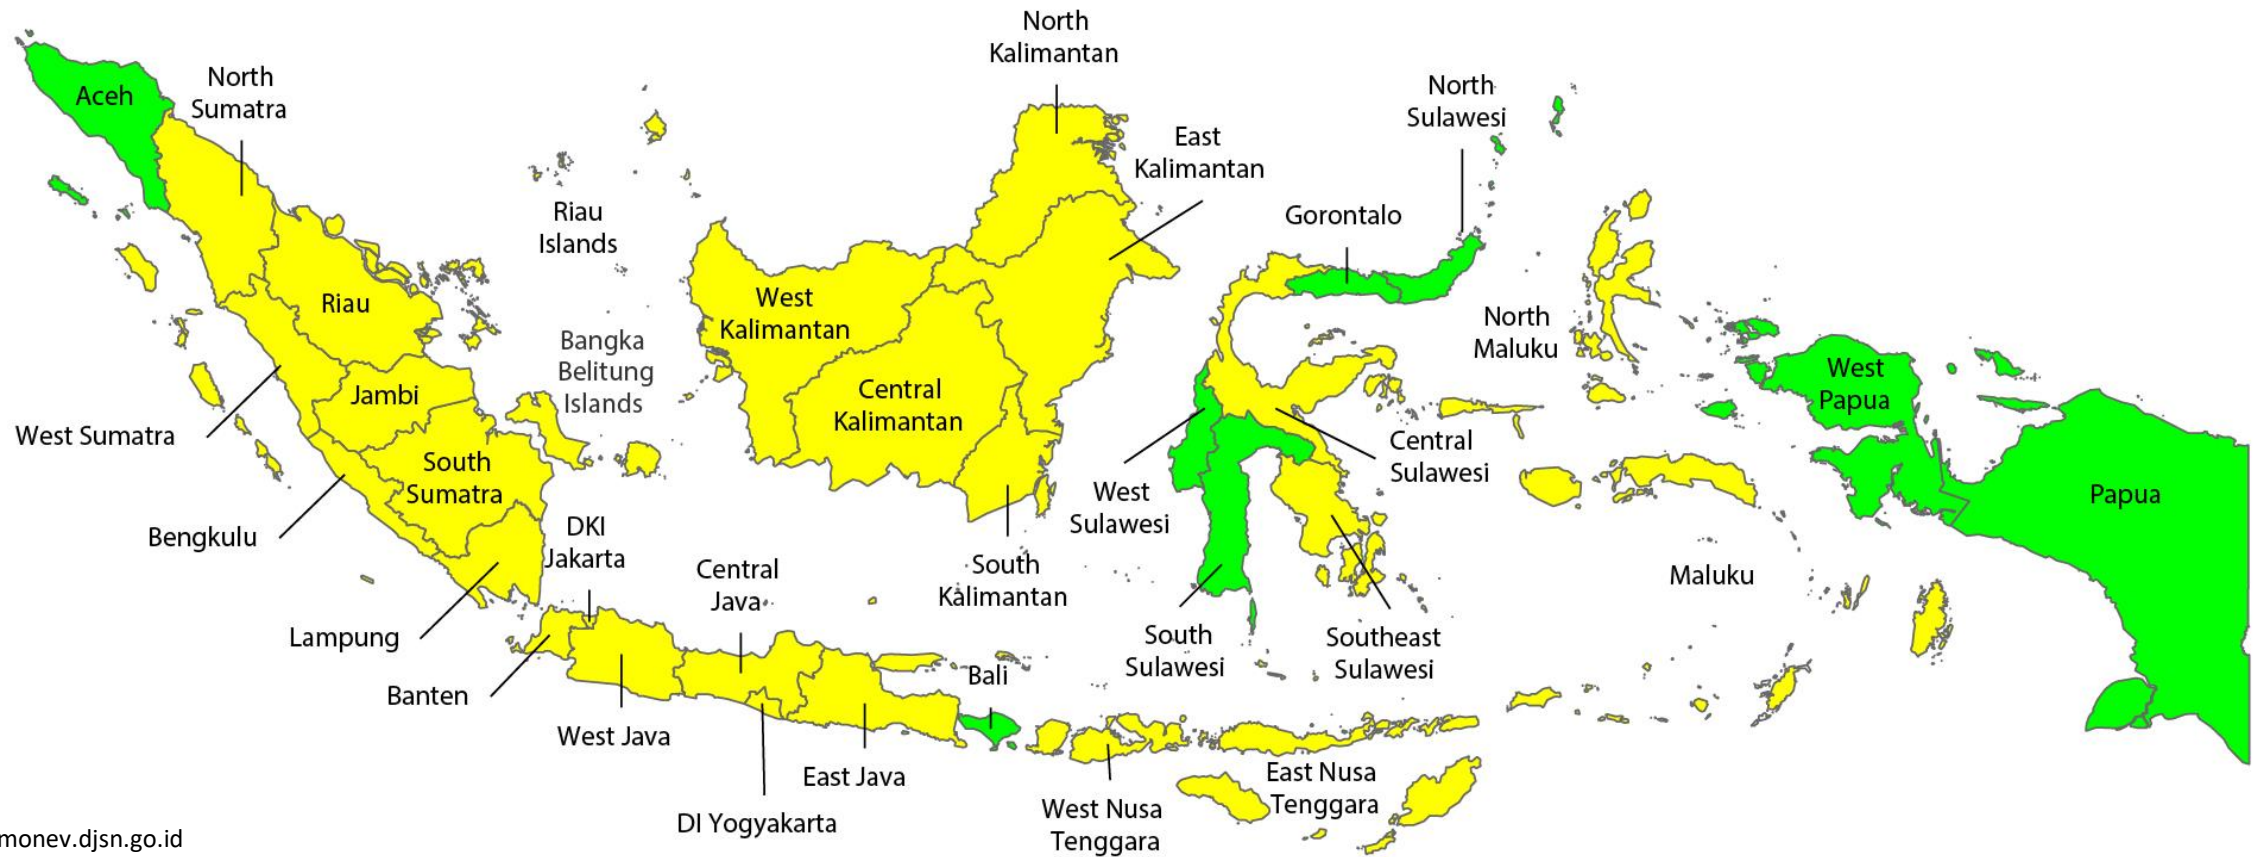 North
Kalimantan
North
Sumatra
Aceh
North
Sulawesi
East
Kalimantan
Riau
Islands
Gorontalo
West
Kalimantan
Riau
North
Maluku
Bangka
Belitung
Islands
West
Papua
Jambi
Central
Kalimantan
West Sumatra
Central
Sulawesi
South
Sumatra
West
Sulawesi
Papua
Bengkulu
DKI
Jakarta
Central
Java
South
Kalimantan
Maluku
Lampung
South
Sulawesi
Southeast
Sulawesi
Banten
Bali
West Java
East Java
East Nusa
Tenggara
DI Yogyakarta
West Nusa
Tenggara
monev.djsn.go.id